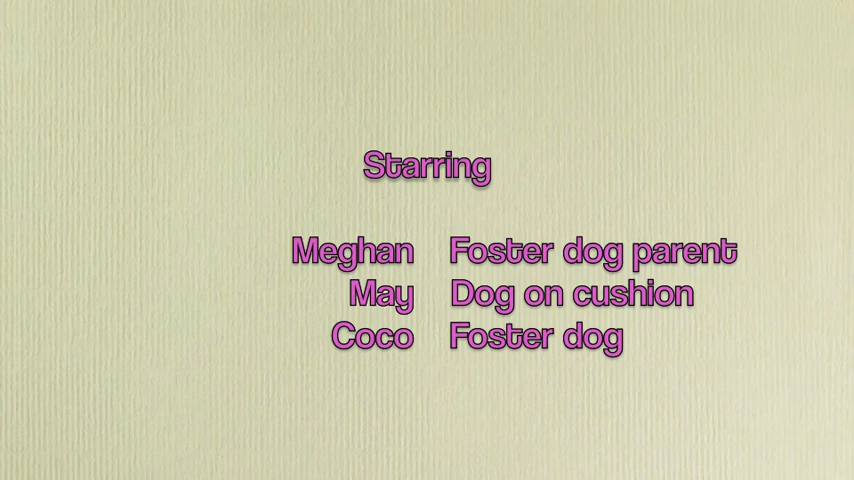 Starring
Meghan Foster dog parent
May Dog on cushion
Coco Foster dog